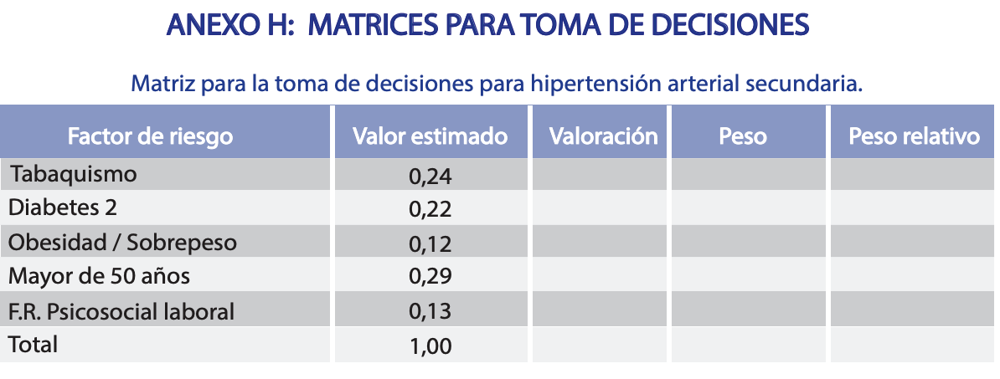 ANEXO H: MATRICES PARA TOMA DE DECISIONES
Matriz para la toma de decisiones para hipertensión arterial secundaria.
Factor de riesgo Valor estimado Valoración Peso Peso relativo
Tabaquismo 0,24
Diabetes 2 0,22
Obesidad / Sobrepeso 0,12
Mayor de 50 años 0,29
F.R. Psicosocial laboral 0,13
Total 1,00